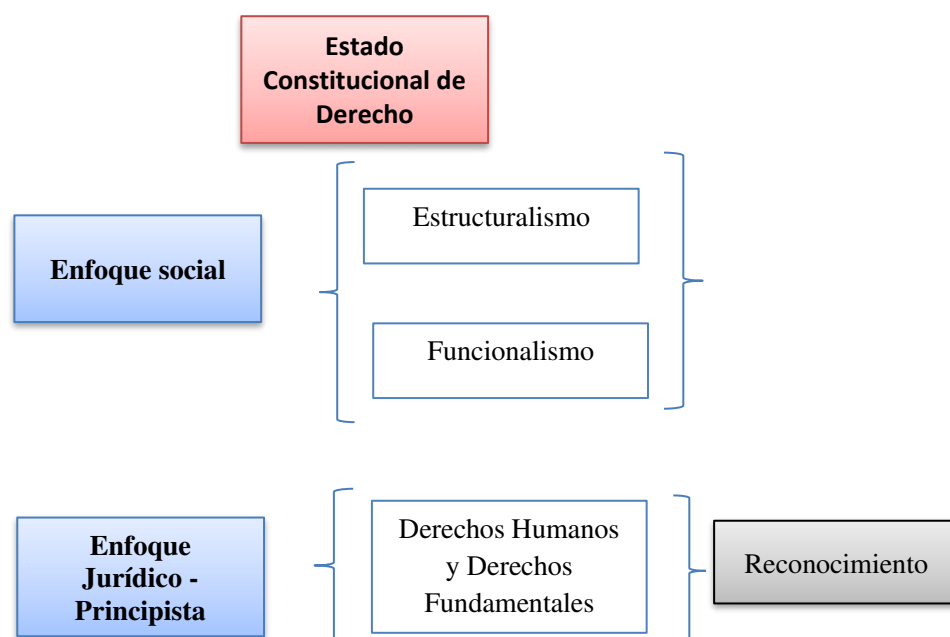 Estado
Constitucional de
Derecho
Enfoque social
Estructuralismo
Funcionalismo
Enfoque
Jurídico -
Principista
Derechos Humanos
y Derechos
Fundamentales
Reconocimiento